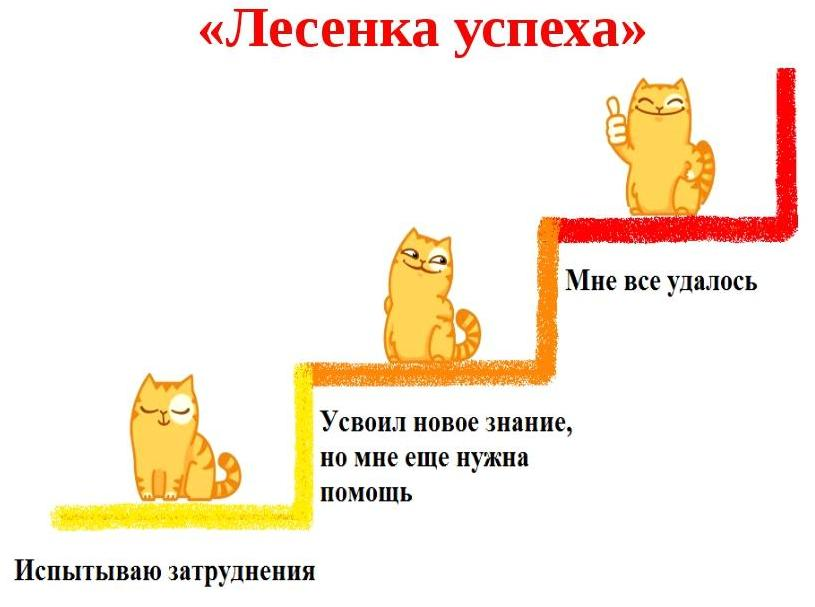 «Лесенка успеха»
Мне все удалось
Усвоил новое знание,
но мне еще нужна
помощь
Испытываю затруднения